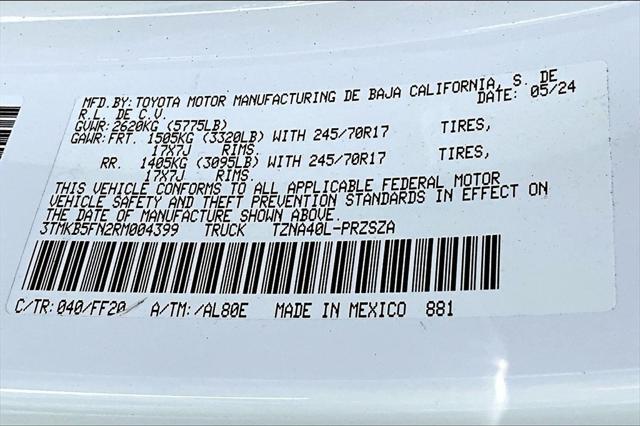 MFD.BY:TOYOTA MOTOR MANUFACTURING DE BAJA CALIFORNIA, S. DE
R.L. DE C.V. DATE: 05/24
GVWR:2620KG (5775LB)
GAWR:FRT. 1505KG (3320LB) WITH 245/70R17 TIRES,
17X7J RIMS.
RR. 1405KG (3095LB) WITH 245/70R17 TIRES,
17X7J RIMS.
THIS VEHICLE CONFORMS TO ALL APPLICABLE FEDERAL MOTOR
VEHICLE SAFETY AND THEFT PREVENTION STANDARDS IN EFFECT ON
THE DATE OF MANUFACTURE SHOWN ABOVE.
3TMKB5FN2RM004399 TRUCK TZNA40L-PRZSZA
C/TR:040/FF20 A/TM:/AL80E MADE IN MEXICO 881